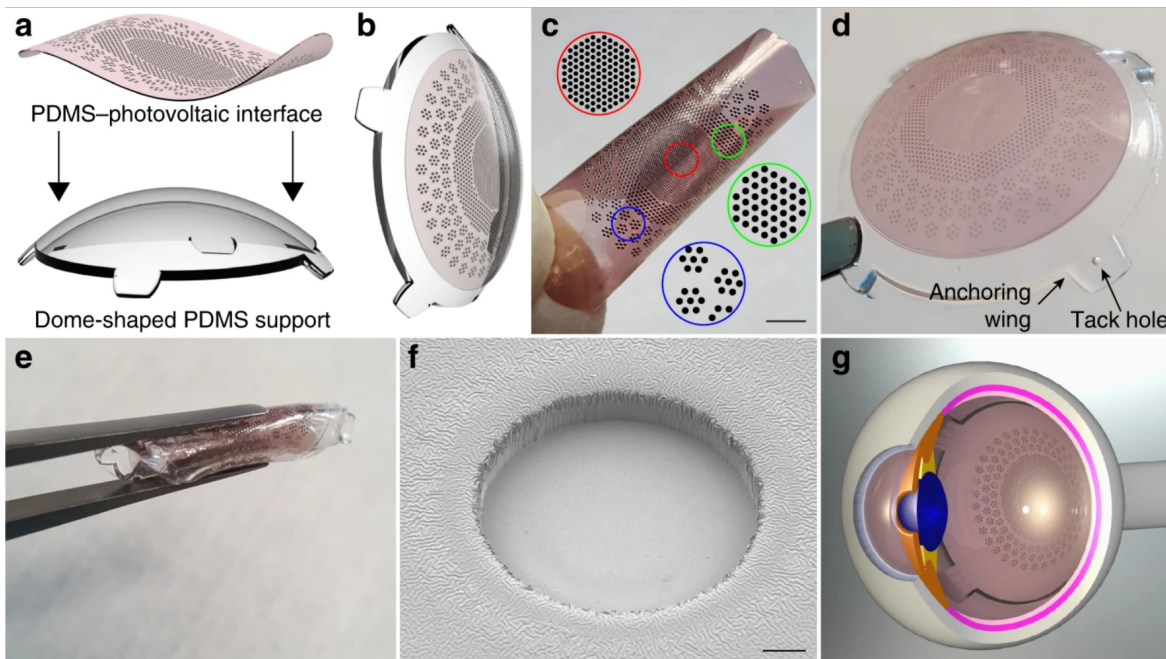 a
b
c
d
PDMS–photovoltaic interface
Dome-shaped PDMS support
Anchoring
wing
Tack hole
e
f
g